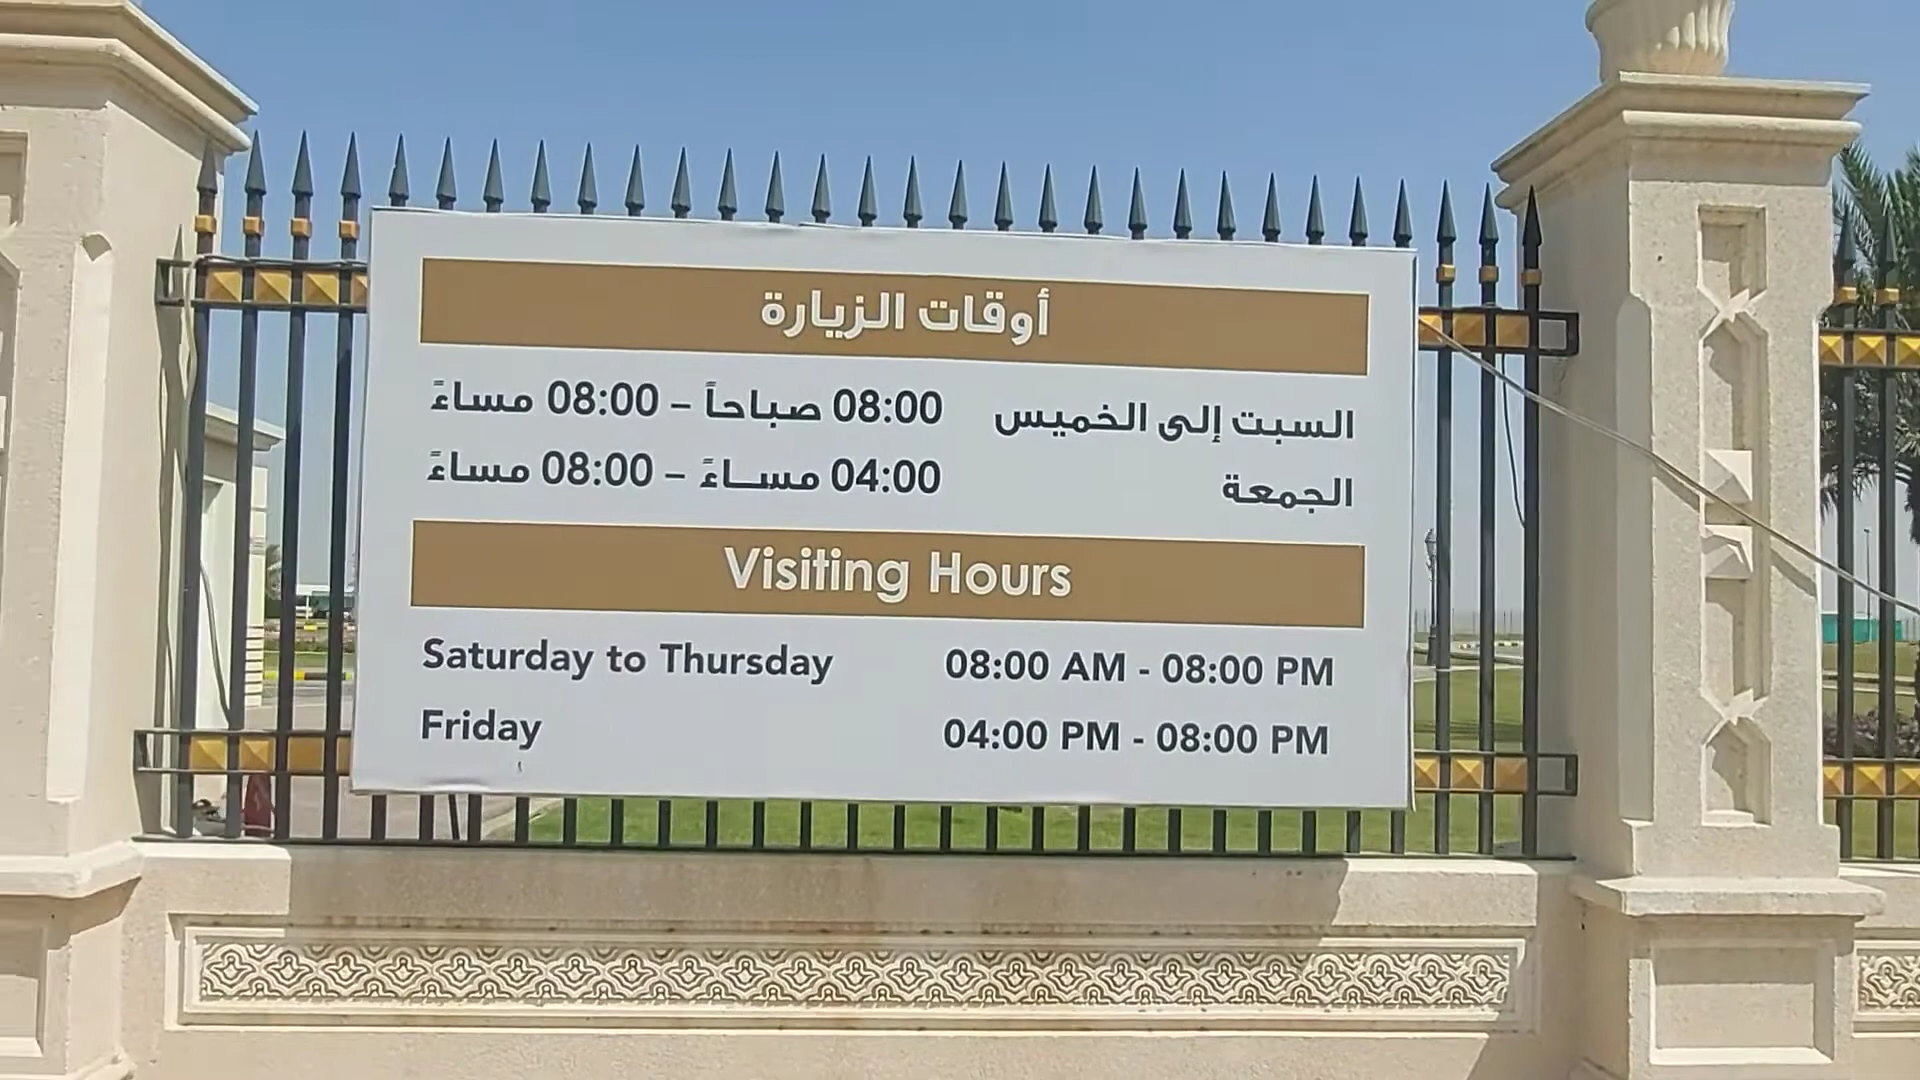 أوقات الزيارة
السبت إلى الخميس 08:00 صباحاً – 08:00 مساءً
الجمعة 04:00 مساءً – 08:00 مساءً
Visiting Hours
Saturday to Thursday 08:00 AM - 08:00 PM
Friday 04:00 PM - 08:00 PM